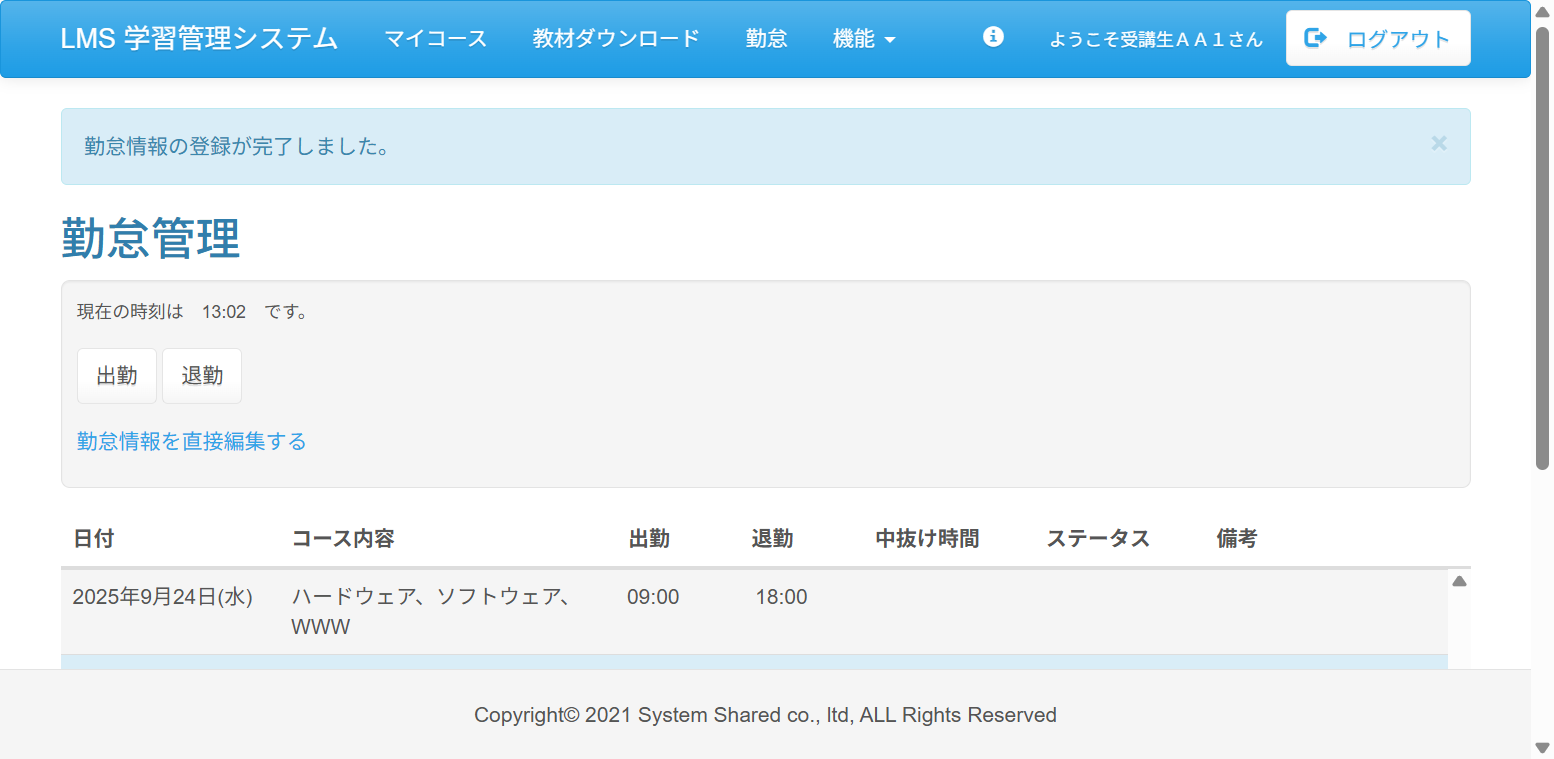 LMS 学習管理システム マイコース 教材ダウンロード 勤怠 機能 ようこそ受講生ＡＡ１さん ログアウト
勤怠情報の登録が完了しました。 ×
勤怠管理
現在の時刻は　13:02　です。
出勤 退勤
勤怠情報を直接編集する
日付 コース内容 出勤 退勤 中抜け時間 ステータス 備考
2025年9月24日(水) ハードウェア、ソフトウェア、 09:00 18:00
WWW
Copyright© 2021 System Shared co., ltd, ALL Rights Reserved